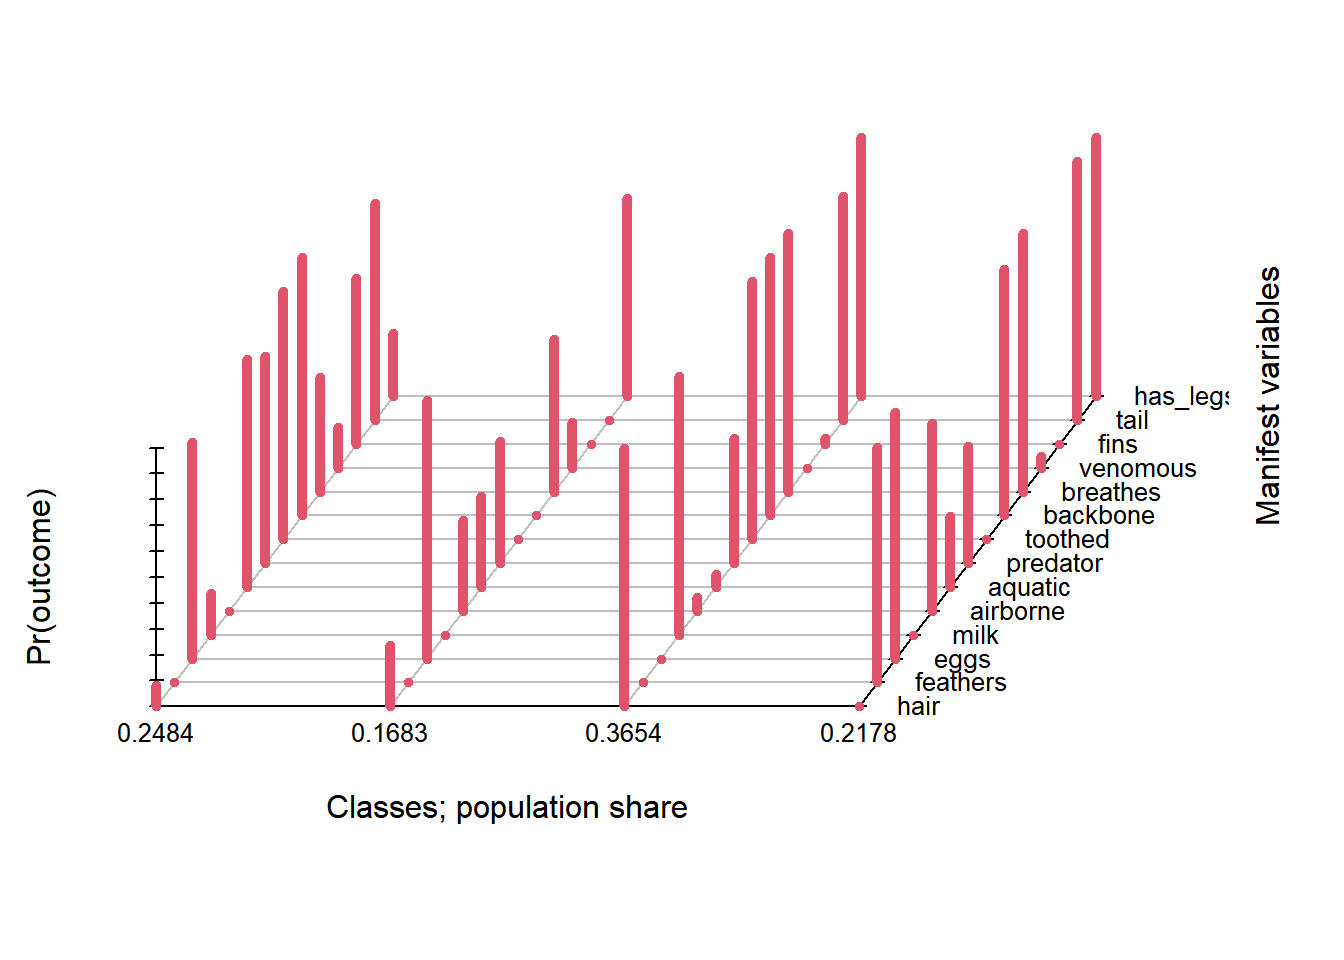 has_legs
tail
fins
venomous
breathes
backbone
toothed
predator
aquatic
airborne
milk
eggs
feathers
hair
Manifest variables
Pr(outcome)
0.2484 0.1683 0.3654 0.2178
Classes; population share